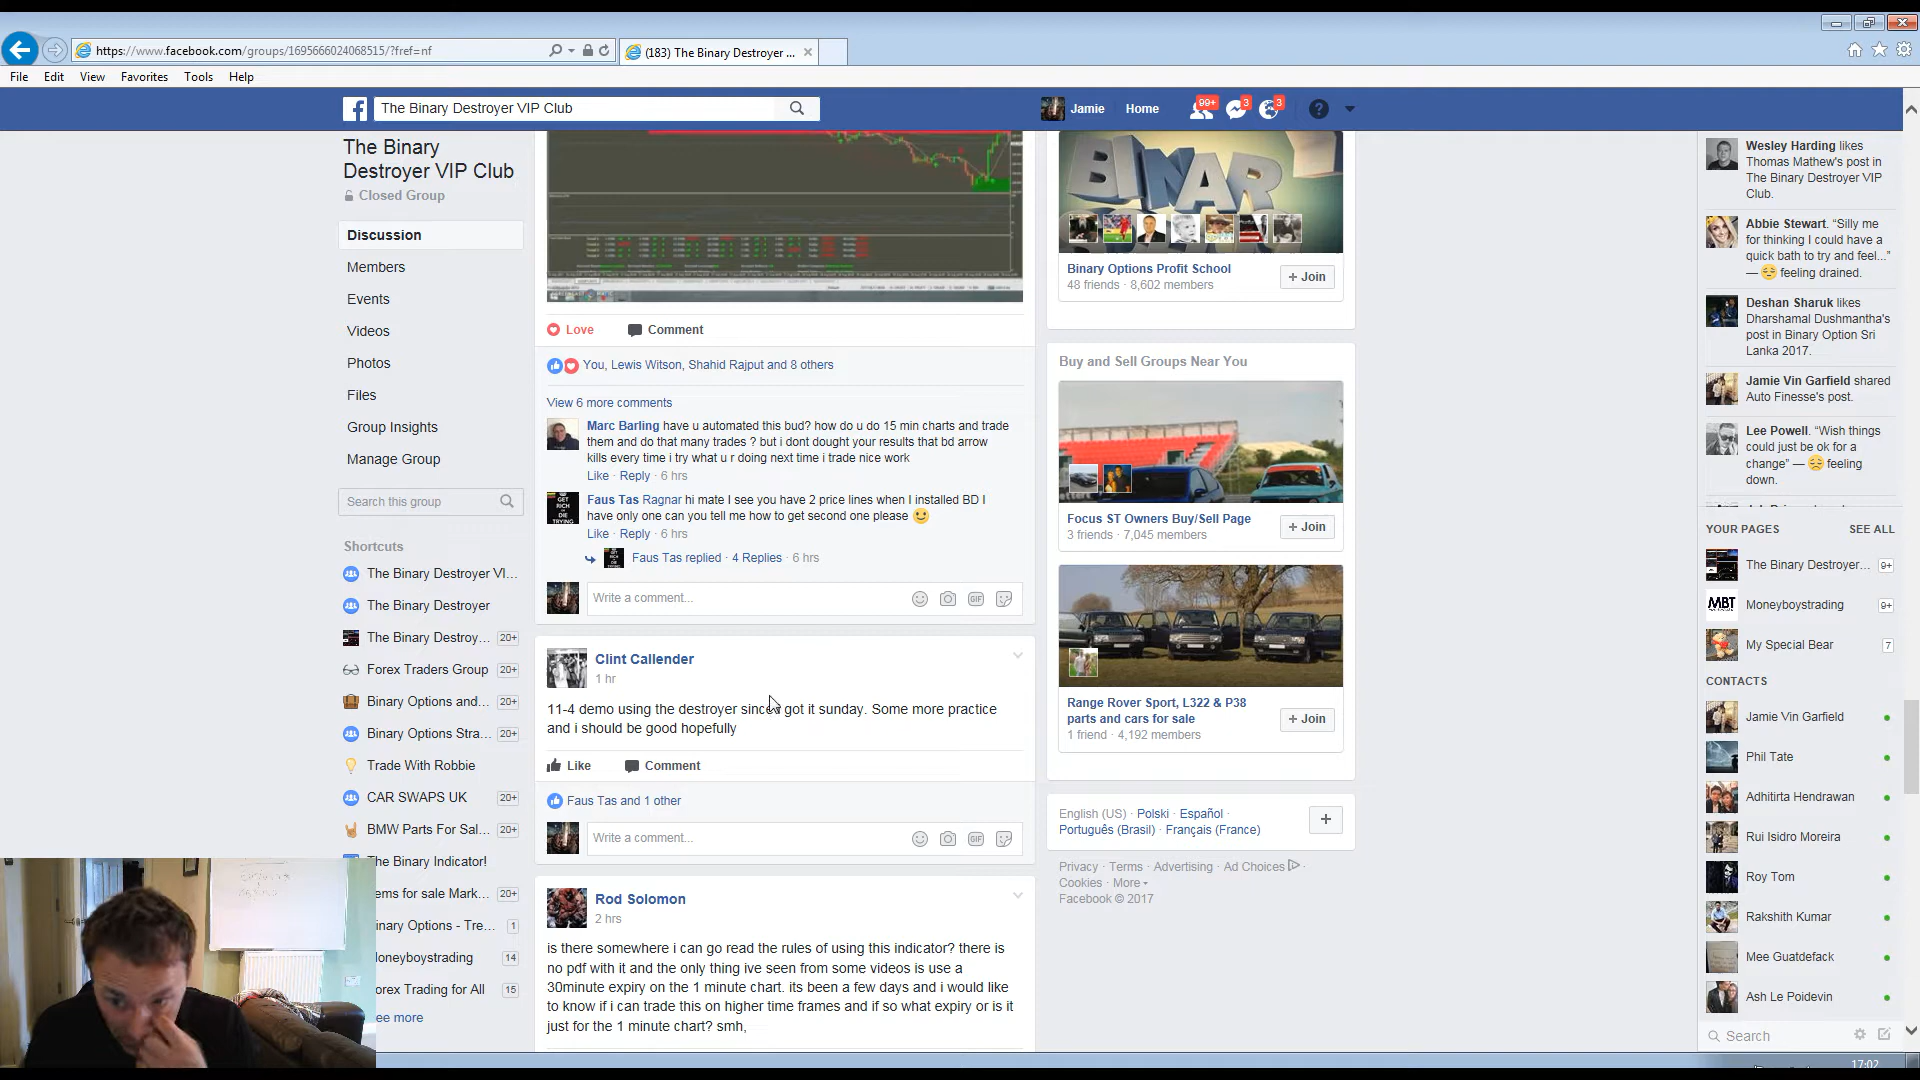 https://www.facebook.com/groups/1695666024068515/?fref=nf
(183) The Binary Destroyer ...
File Edit View Favorites Tools Help
The Binary Destroyer VIP Club
Jamie Home 99+ 3 3
The Binary
Destroyer VIP Club
Closed Group
Discussion
Members
Events
Videos
Photos
Files
Group Insights
Manage Group
Search this group
Shortcuts
The Binary Destroyer VI...
The Binary Destroyer
The Binary Destroy... 20+
Forex Traders Group 20+
Binary Options and... 20+
Binary Options Stra... 20+
Trade With Robbie
CAR SWAPS UK 20+
BMW Parts For Sal... 20+
The Binary Indicator!
ems for sale Mark... 20+
inary Options - Tre... 1
oneyboystrading 14
orex Trading for All 15
ee more
Love Comment
You, Lewis Witson, Shahid Rajput and 8 others
View 6 more comments
Marc Barling have u automated this bud? how do u do 15 min charts and trade
them and do that many trades ? but i dont dought your results that bd arrow
kills every time i try what u r doing next time i trade nice work
Like · Reply · 6 hrs
Faus Tas Ragnar hi mate I see you have 2 price lines when I installed BD I
have only one can you tell me how to get second one please
Like · Reply · 6 hrs
Faus Tas replied · 4 Replies · 6 hrs
Write a comment...
Clint Callender
1 hr
11-4 demo using the destroyer since got it sunday. Some more practice
and i should be good hopefully
Like Comment
Faus Tas and 1 other
Write a comment...
Rod Solomon
2 hrs
is there somewhere i can go read the rules of using this indicator? there is
no pdf with it and the only thing ive seen from some videos is use a
30minute expiry on the 1 minute chart. its been a few days and i would like
to know if i can trade this on higher time frames and if so what expiry or is it
just for the 1 minute chart? smh,
BINAR
Binary Options Profit School
48 friends · 8,602 members
+ Join
Buy and Sell Groups Near You
Focus ST Owners Buy/Sell Page
3 friends · 7,045 members
+ Join
Range Rover Sport, L322 & P38
parts and cars for sale
1 friend · 4,192 members
+ Join
English (US) · Polski · Español ·
Português (Brasil) · Français (France)
+
Privacy · Terms · Advertising · Ad Choices
Cookies · More
Facebook © 2017
Wesley Harding likes
Thomas Mathew's post in
The Binary Destroyer VIP
Club.
Abbie Stewart. “Silly me
for thinking I could have a
quick bath to try and feel...”
— feeling drained.
Deshan Sharuk likes
Dharshamal Dushmantha's
post in Binary Option Sri
Lanka 2017.
Jamie Vin Garfield shared
Auto Finesse's post.
Lee Powell. “Wish things
could just be ok for a
change” — feeling
down.
YOUR PAGES SEE ALL
The Binary Destroyer... 9+
MBT Moneyboystrading 9+
My Special Bear 7
CONTACTS
Jamie Vin Garfield
Phil Tate
Adhitirta Hendrawan
Rui Isidro Moreira
Roy Tom
Rakshith Kumar
Mee Guatdefack
Ash Le Poidevin
Search
17:02